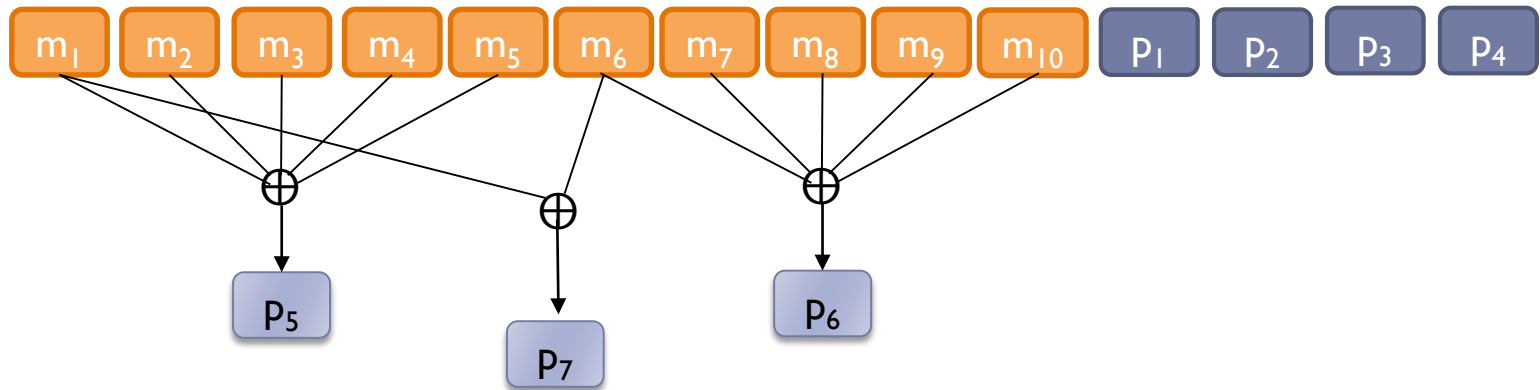 m₁ m₂ m₃ m₄ m₅ m₆ m₇ m₈ m₉ m₁₀ p₁ p₂ p₃ p₄
p₅ p₆
p₇